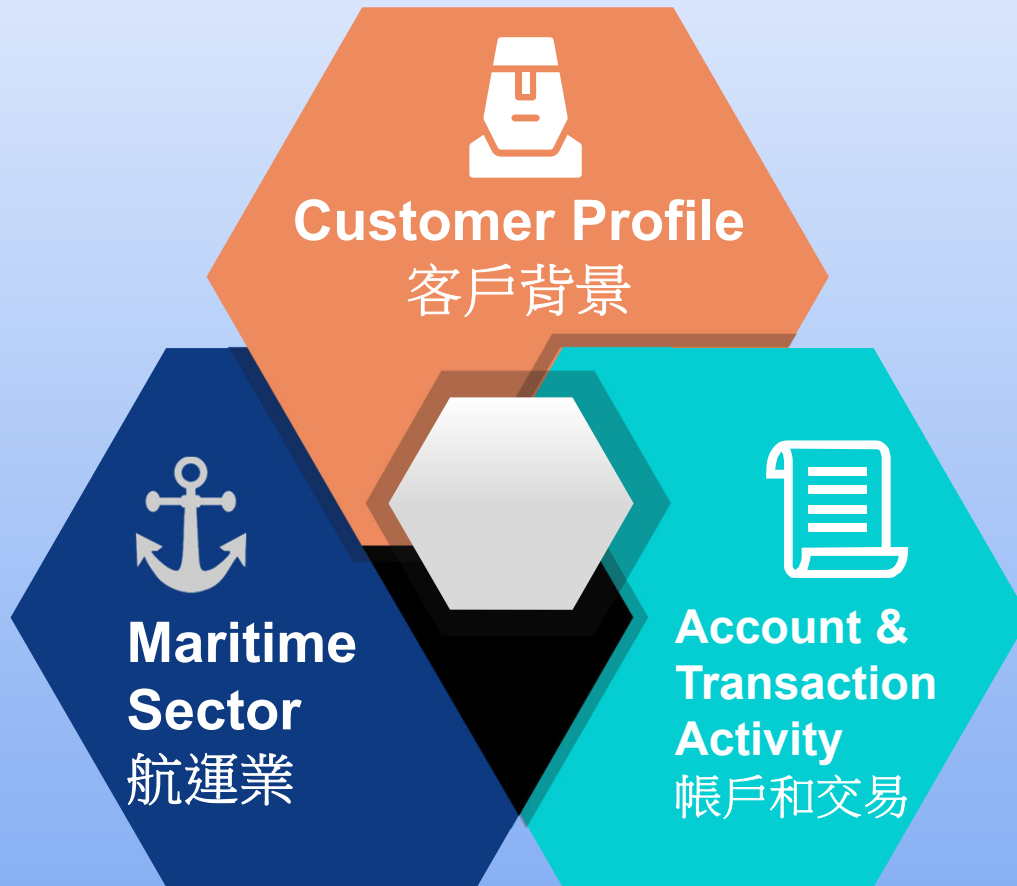 Customer Profile
客戶背景
Maritime
Sector
航運業
Account &
Transaction
Activity
帳戶和交易